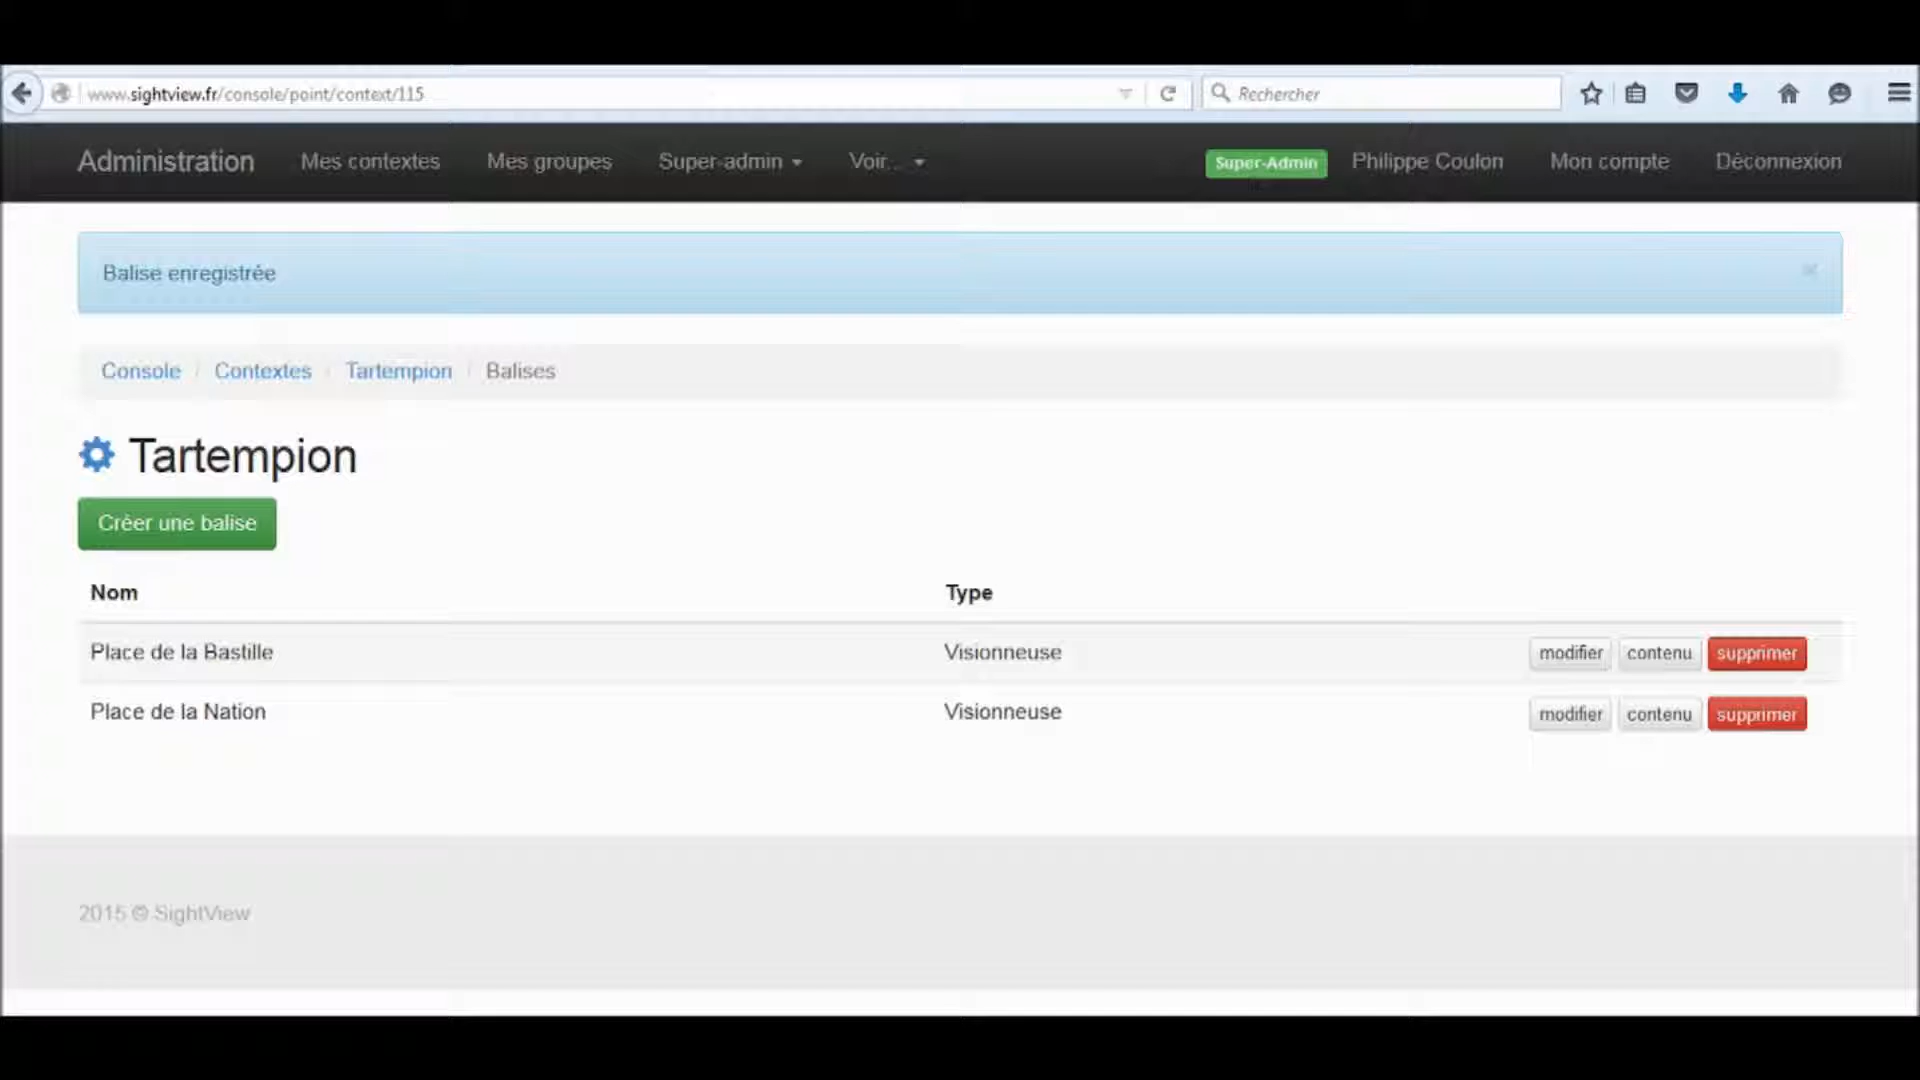 www.sightview.fr/console/point/context/115
Rechercher
Administration Mes contextes Mes groupes Super-admin Voir... Super-Admin Philippe Coulon Mon compte Déconnexion
Balise enregistrée
×
Console / Contextes / Tartempion / Balises
Tartempion
Créer une balise
Nom Type
Place de la Bastille Visionneuse modifier contenu supprimer
Place de la Nation Visionneuse modifier contenu supprimer
2015 © SightView